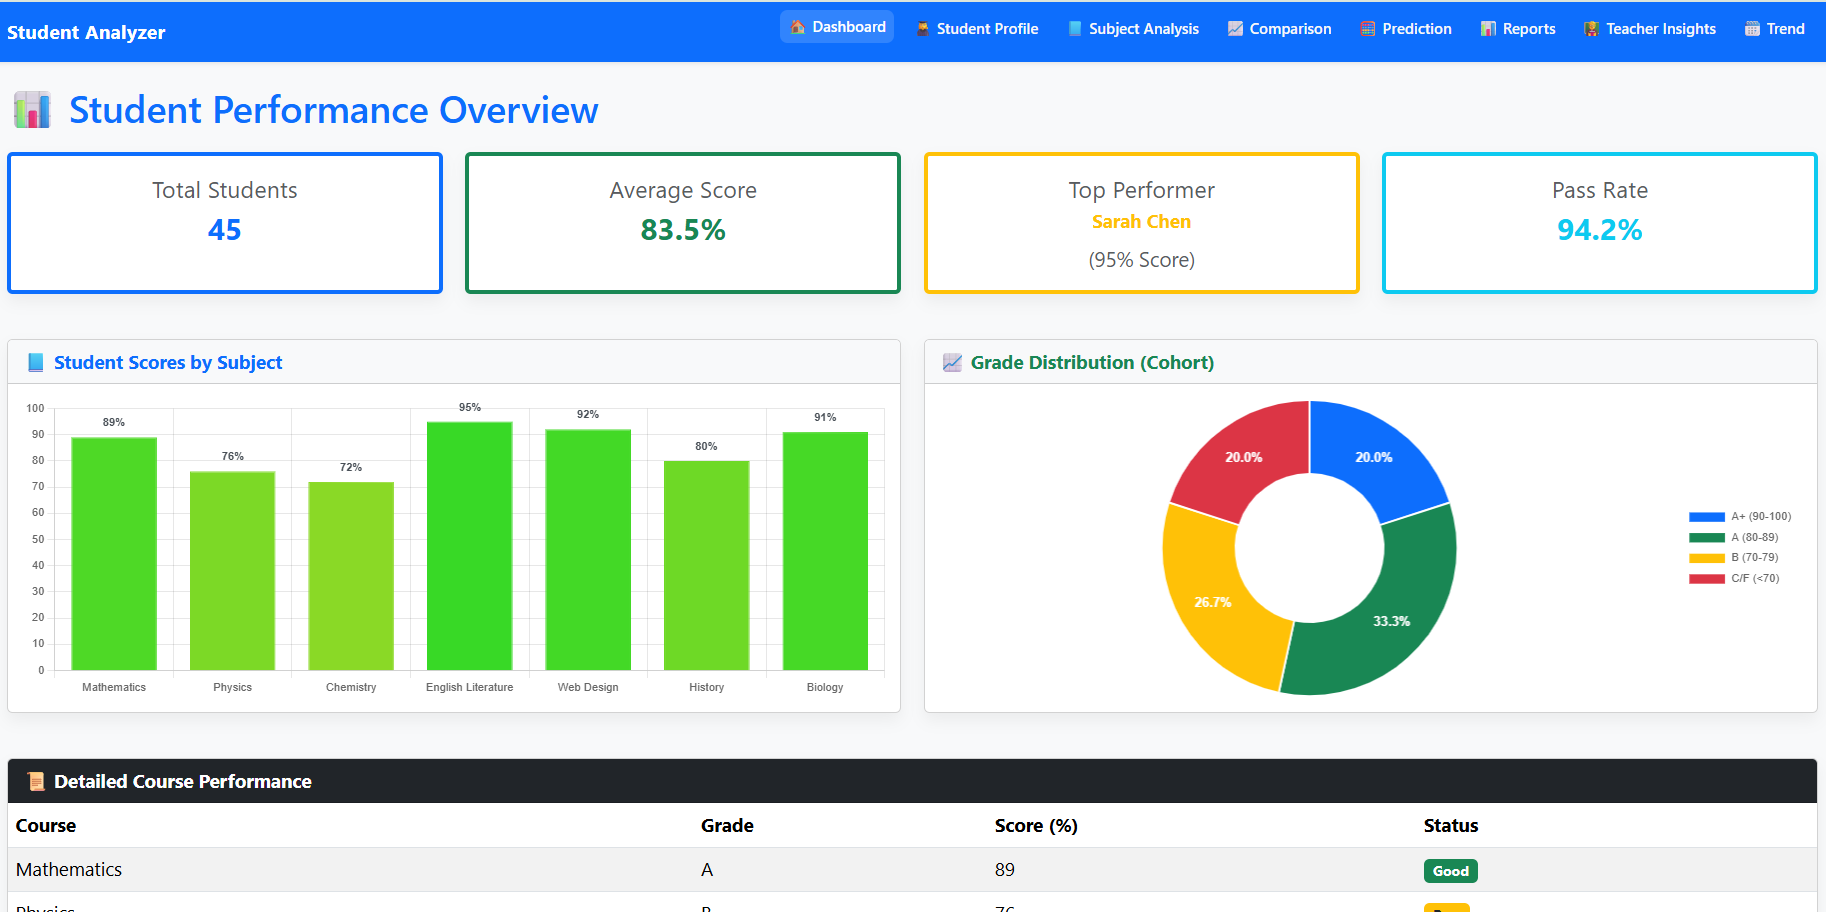 Student Analyzer
Dashboard
Student Profile
Subject Analysis
Comparison
Prediction
Reports
Teacher Insights
Trend
Student Performance Overview
Total Students
45
Average Score
83.5%
Top Performer
Sarah Chen
(95% Score)
Pass Rate
94.2%
Student Scores by Subject
100
90
80
70
60
50
40
30
20
10
0
89%
76%
72%
95%
92%
80%
91%
Mathematics
Physics
Chemistry
English Literature
Web Design
History
Biology
Grade Distribution (Cohort)
20.0%
20.0%
26.7%
33.3%
A+ (90-100)
A (80-89)
B (70-79)
C/F (<70)
Detailed Course Performance
Course Grade Score (%) Status
Mathematics A 89 Good
Physics B 76